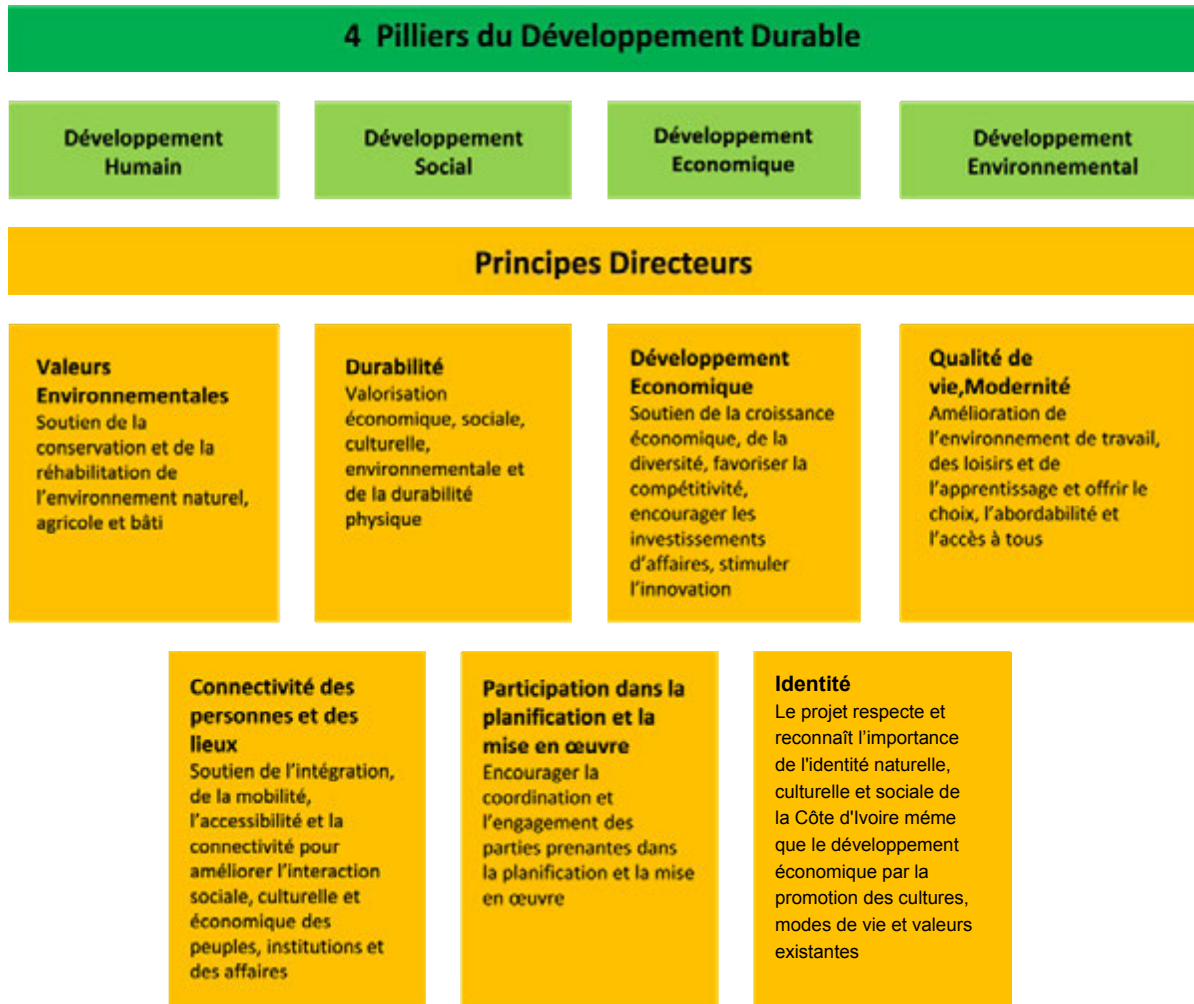 4 Pilliers du Développement Durable
Développement
Humain
Développement
Social
Développement
Economique
Développement
Environnemental
Principes Directeurs
Valeurs
Environnementales
Soutien de la
conservation et de la
réhabilitation de
l'environnement naturel,
agricole et bâti
Durabilité
Valorisation
économique, sociale,
culturelle,
environnementale et
de la durabilité
physique
Développement
Economique
Soutien de la croissance
économique, de la
diversité, favoriser la
compétitivité,
encourager les
investissements
d'affaires, stimuler
l'innovation
Qualité de
vie,Modernité
Amélioration de
l'environnement de travail,
des loisirs et de
l'apprentissage et offrir le
choix, l'abordabilité et
l'accès à tous
Connectivité des
personnes et des
lieux
Soutien de l'intégration,
de la mobilité,
l'accessibilité et la
connectivité pour
améliorer l'interaction
sociale, culturelle et
économique des
peuples, institutions et
des affaires
Participation dans la
planification et la
mise en œuvre
Encourager la
coordination et
l'engagement des
parties prenantes dans
la planification et la mise
en œuvre
Identité
Le projet respecte et
reconnaît l'importance
de l'identité naturelle,
culturelle et sociale de
la Côte d'Ivoire méme
que le développement
économique par la
promotion des cultures,
modes de vie et valeurs
existantes